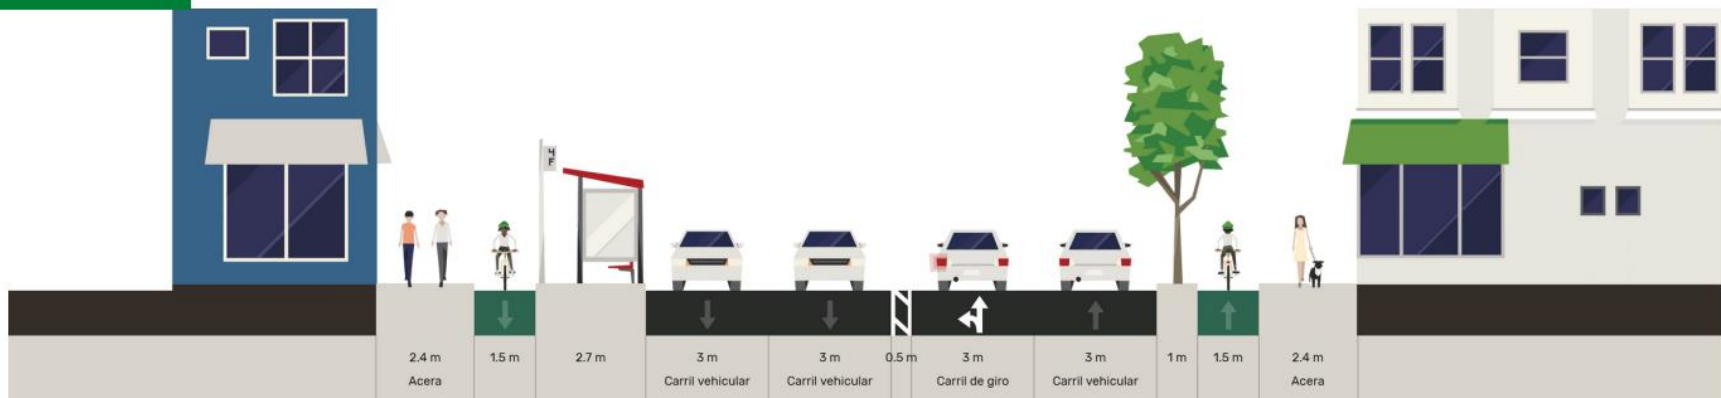 4
F
2.4 m
Acera
1.5 m
2.7 m
3 m
Carril vehicular
3 m
Carril vehicular
0.5 m
3 m
Carril de giro
3 m
Carril vehicular
1 m
1.5 m
2.4 m
Acera